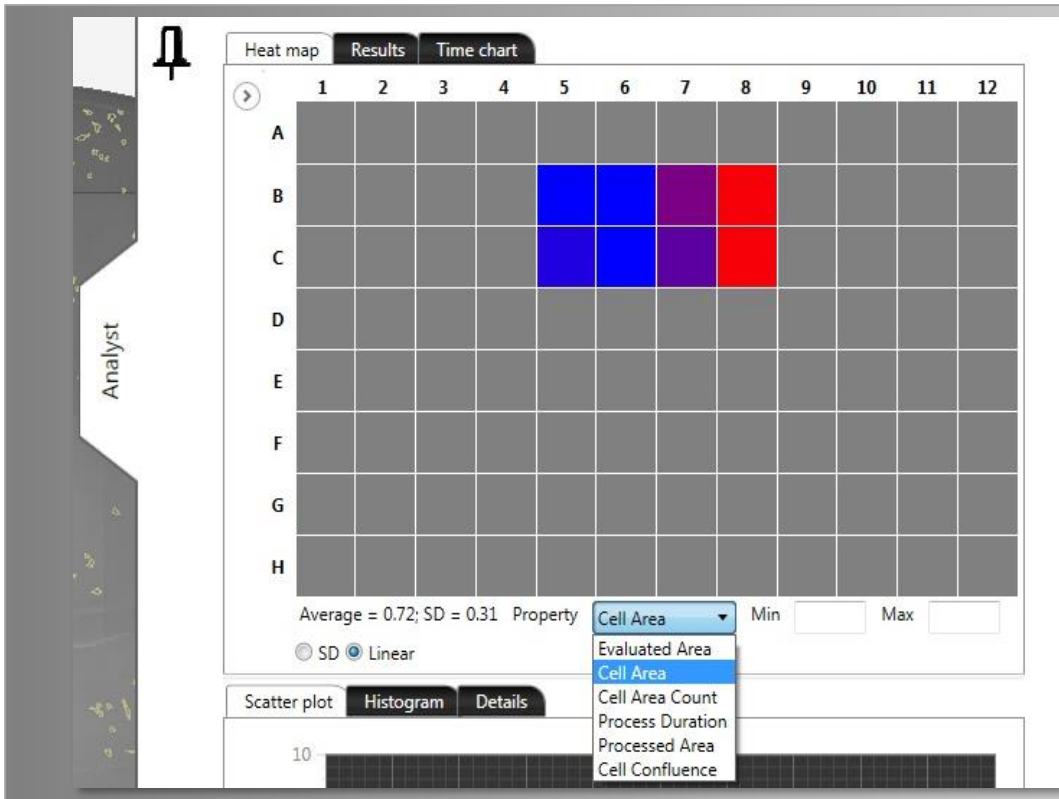 Heat map Results Time chart
1 2 3 4 5 6 7 8 9 10 11 12
A
B
C
D
E
F
G
H
Analyst
Average = 0.72; SD = 0.31 Property Cell Area Min Max
SD Linear
Evaluated Area
Cell Area
Cell Area Count
Process Duration
Processed Area
Cell Confluence
Scatter plot Histogram Details
10